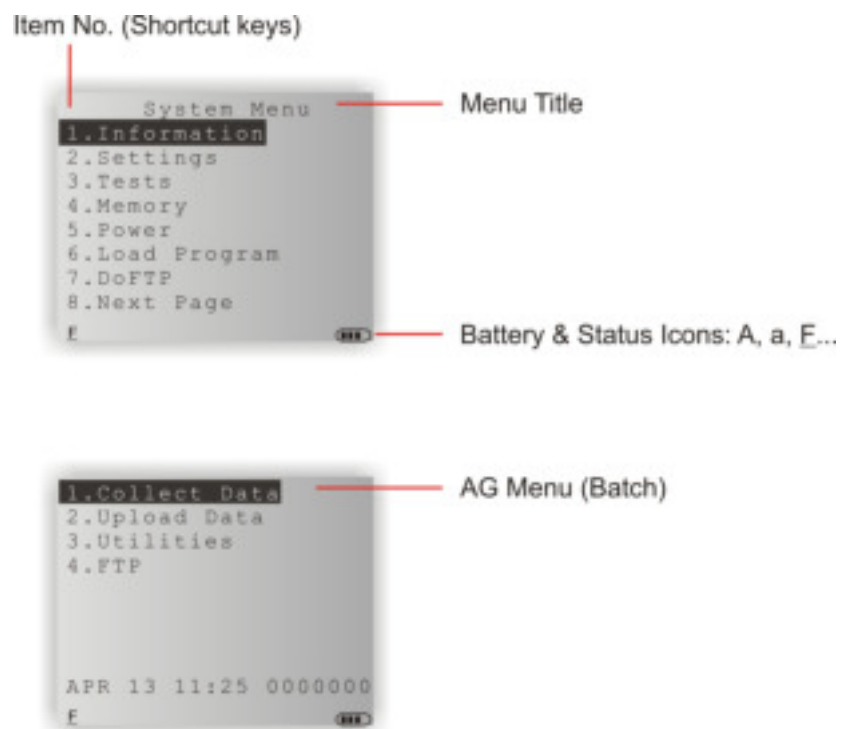 Item No. (Shortcut keys)
System Menu
Menu Title
1.Information
2.Settings
3.Tests
4.Memory
5.Power
6.Load Program
7.DoFTP
8.Next Page
F
Battery & Status Icons: A, a, F...
1.Collect Data
AG Menu (Batch)
2.Upload Data
3.Utilities
4.FTP
APR 13 11:25 0000000
F